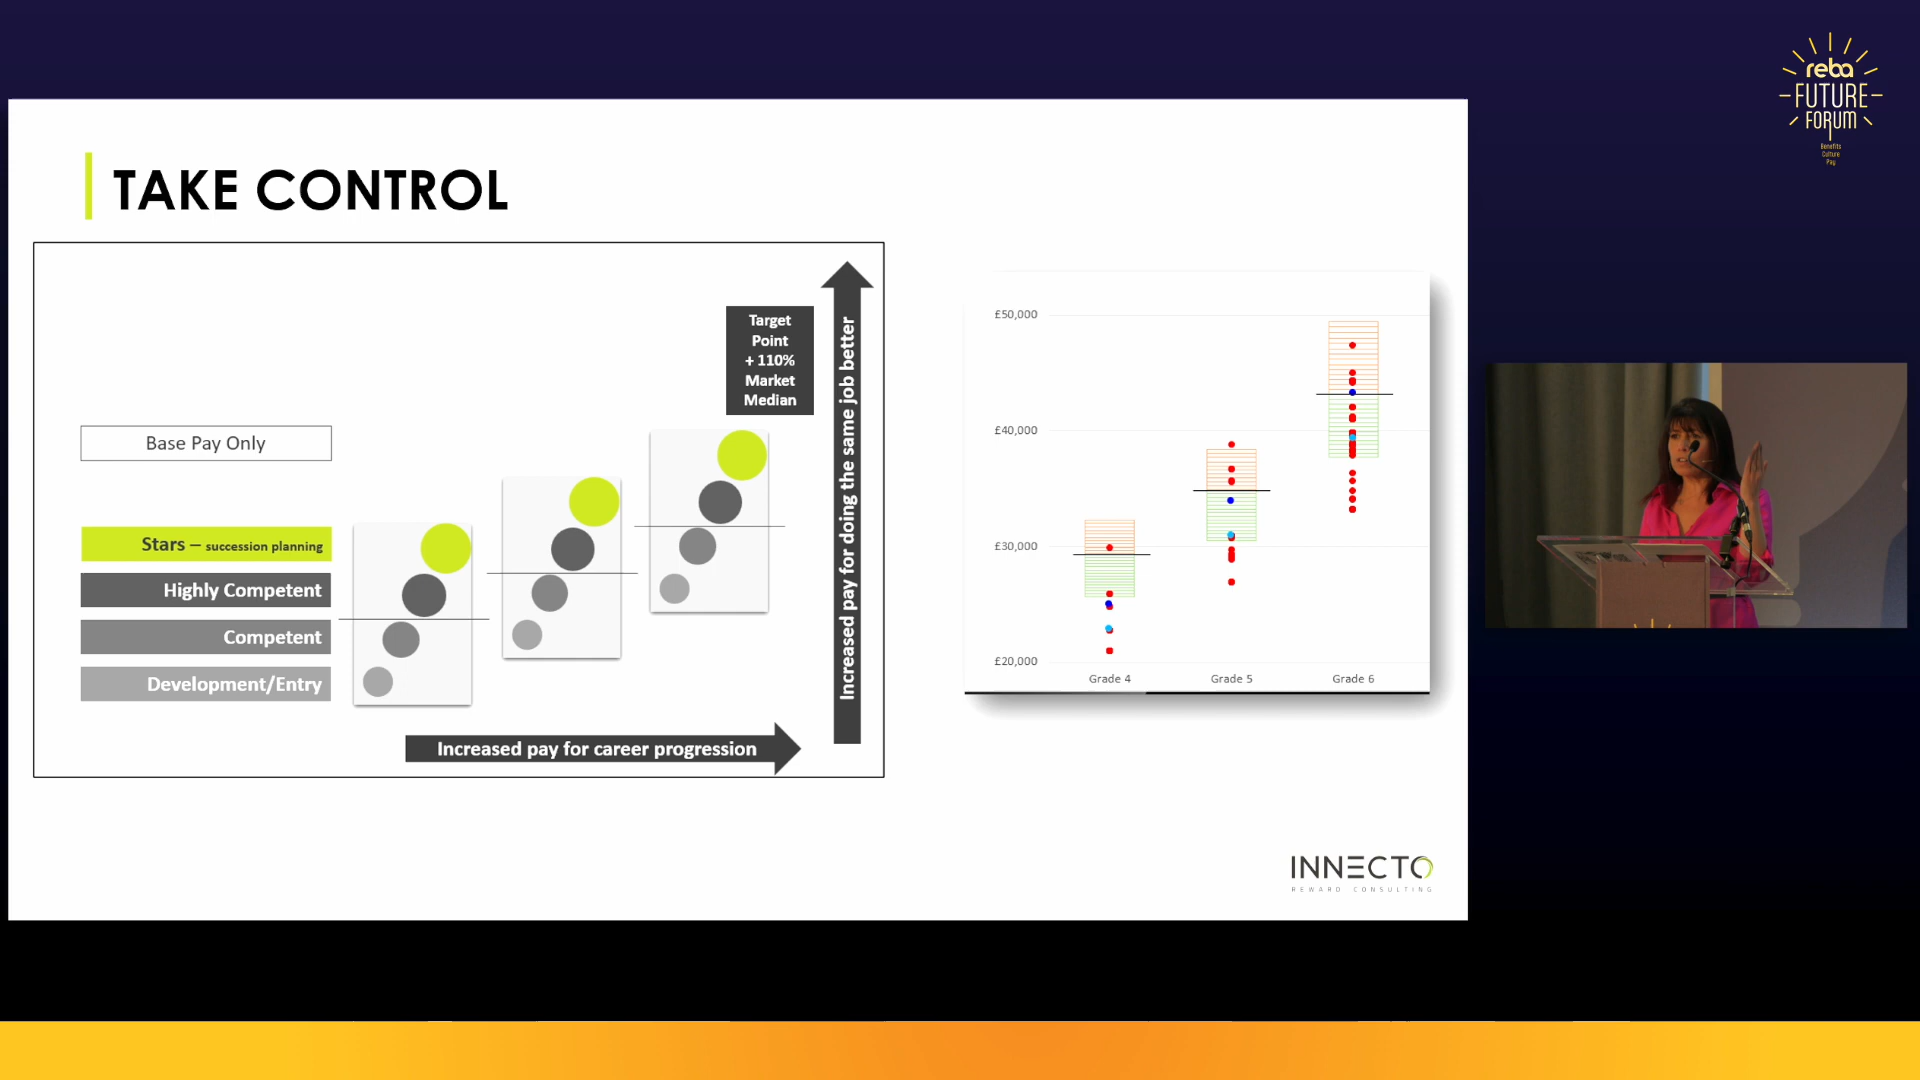 reba
FUTURE
FORUM
Benefits
Culture
Pay
TAKE CONTROL
Base Pay Only
Stars – succession planning
Highly Competent
Competent
Development/Entry
Target
Point
+ 110%
Market
Median
Increased pay for doing the same job better
Increased pay for career progression
£50,000
£40,000
£30,000
£20,000
Grade 4
Grade 5
Grade 6
INNECTO
REWARD CONSULTING